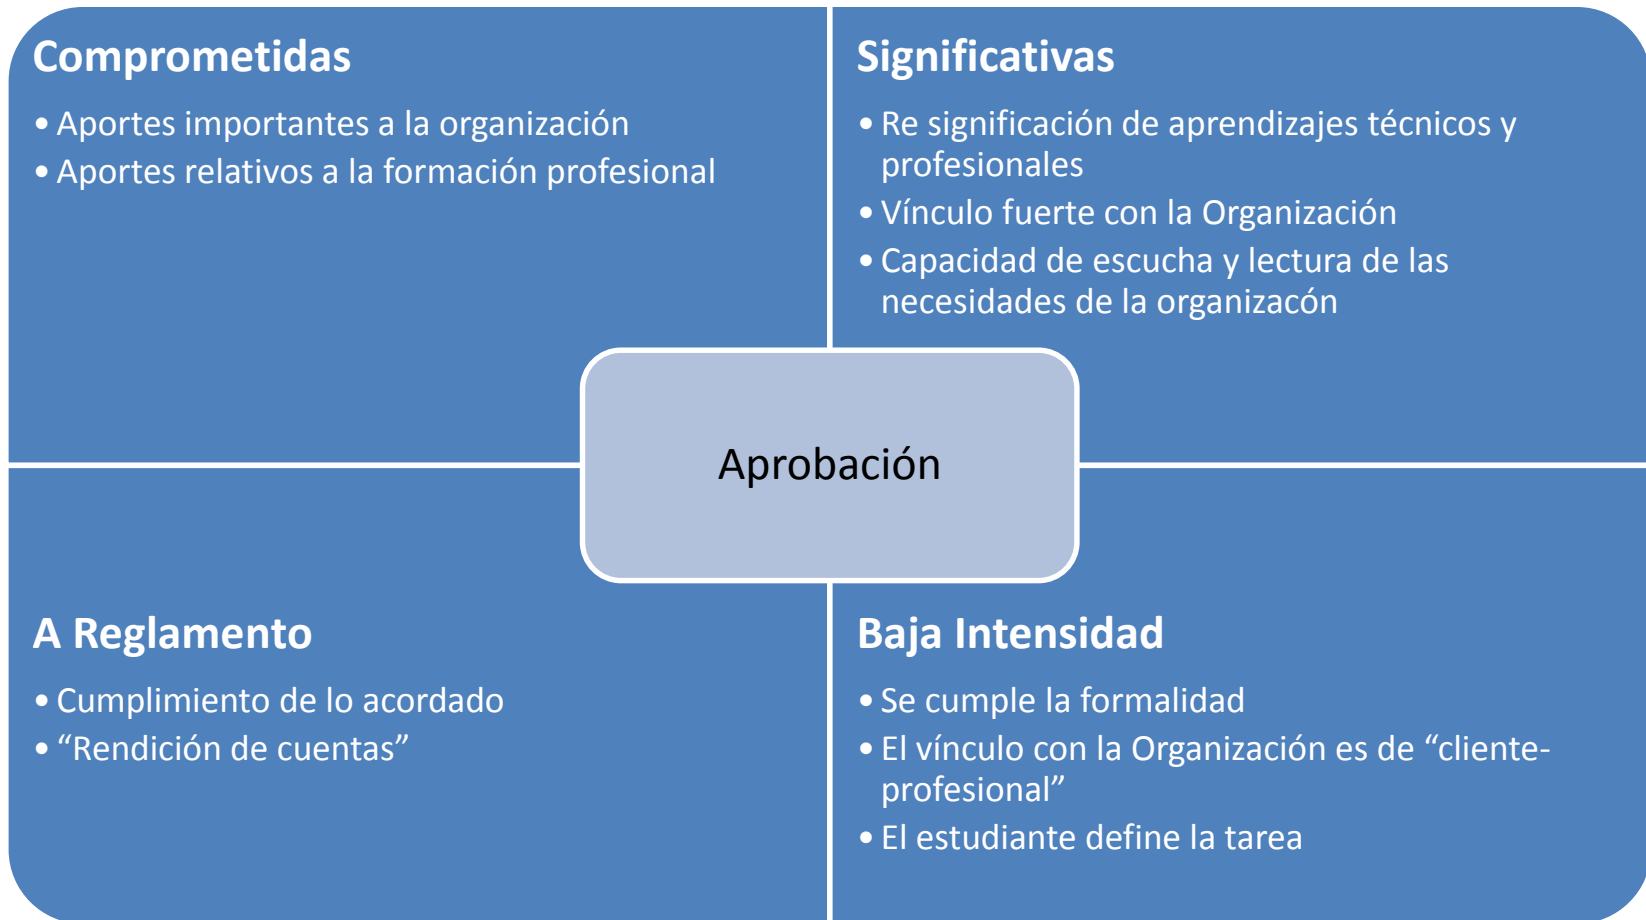 Comprometidas
• Aportes importantes a la organización
• Aportes relativos a la formación profesional
Significativas
• Re significación de aprendizajes técnicos y
profesionales
• Vínculo fuerte con la Organización
• Capacidad de escucha y lectura de las
necesidades de la organizacón
Aprobación
A Reglamento
• Cumplimiento de lo acordado
• “Rendición de cuentas”
Baja Intensidad
• Se cumple la formalidad
• El vínculo con la Organización es de “cliente-
profesional”
• El estudiante define la tarea